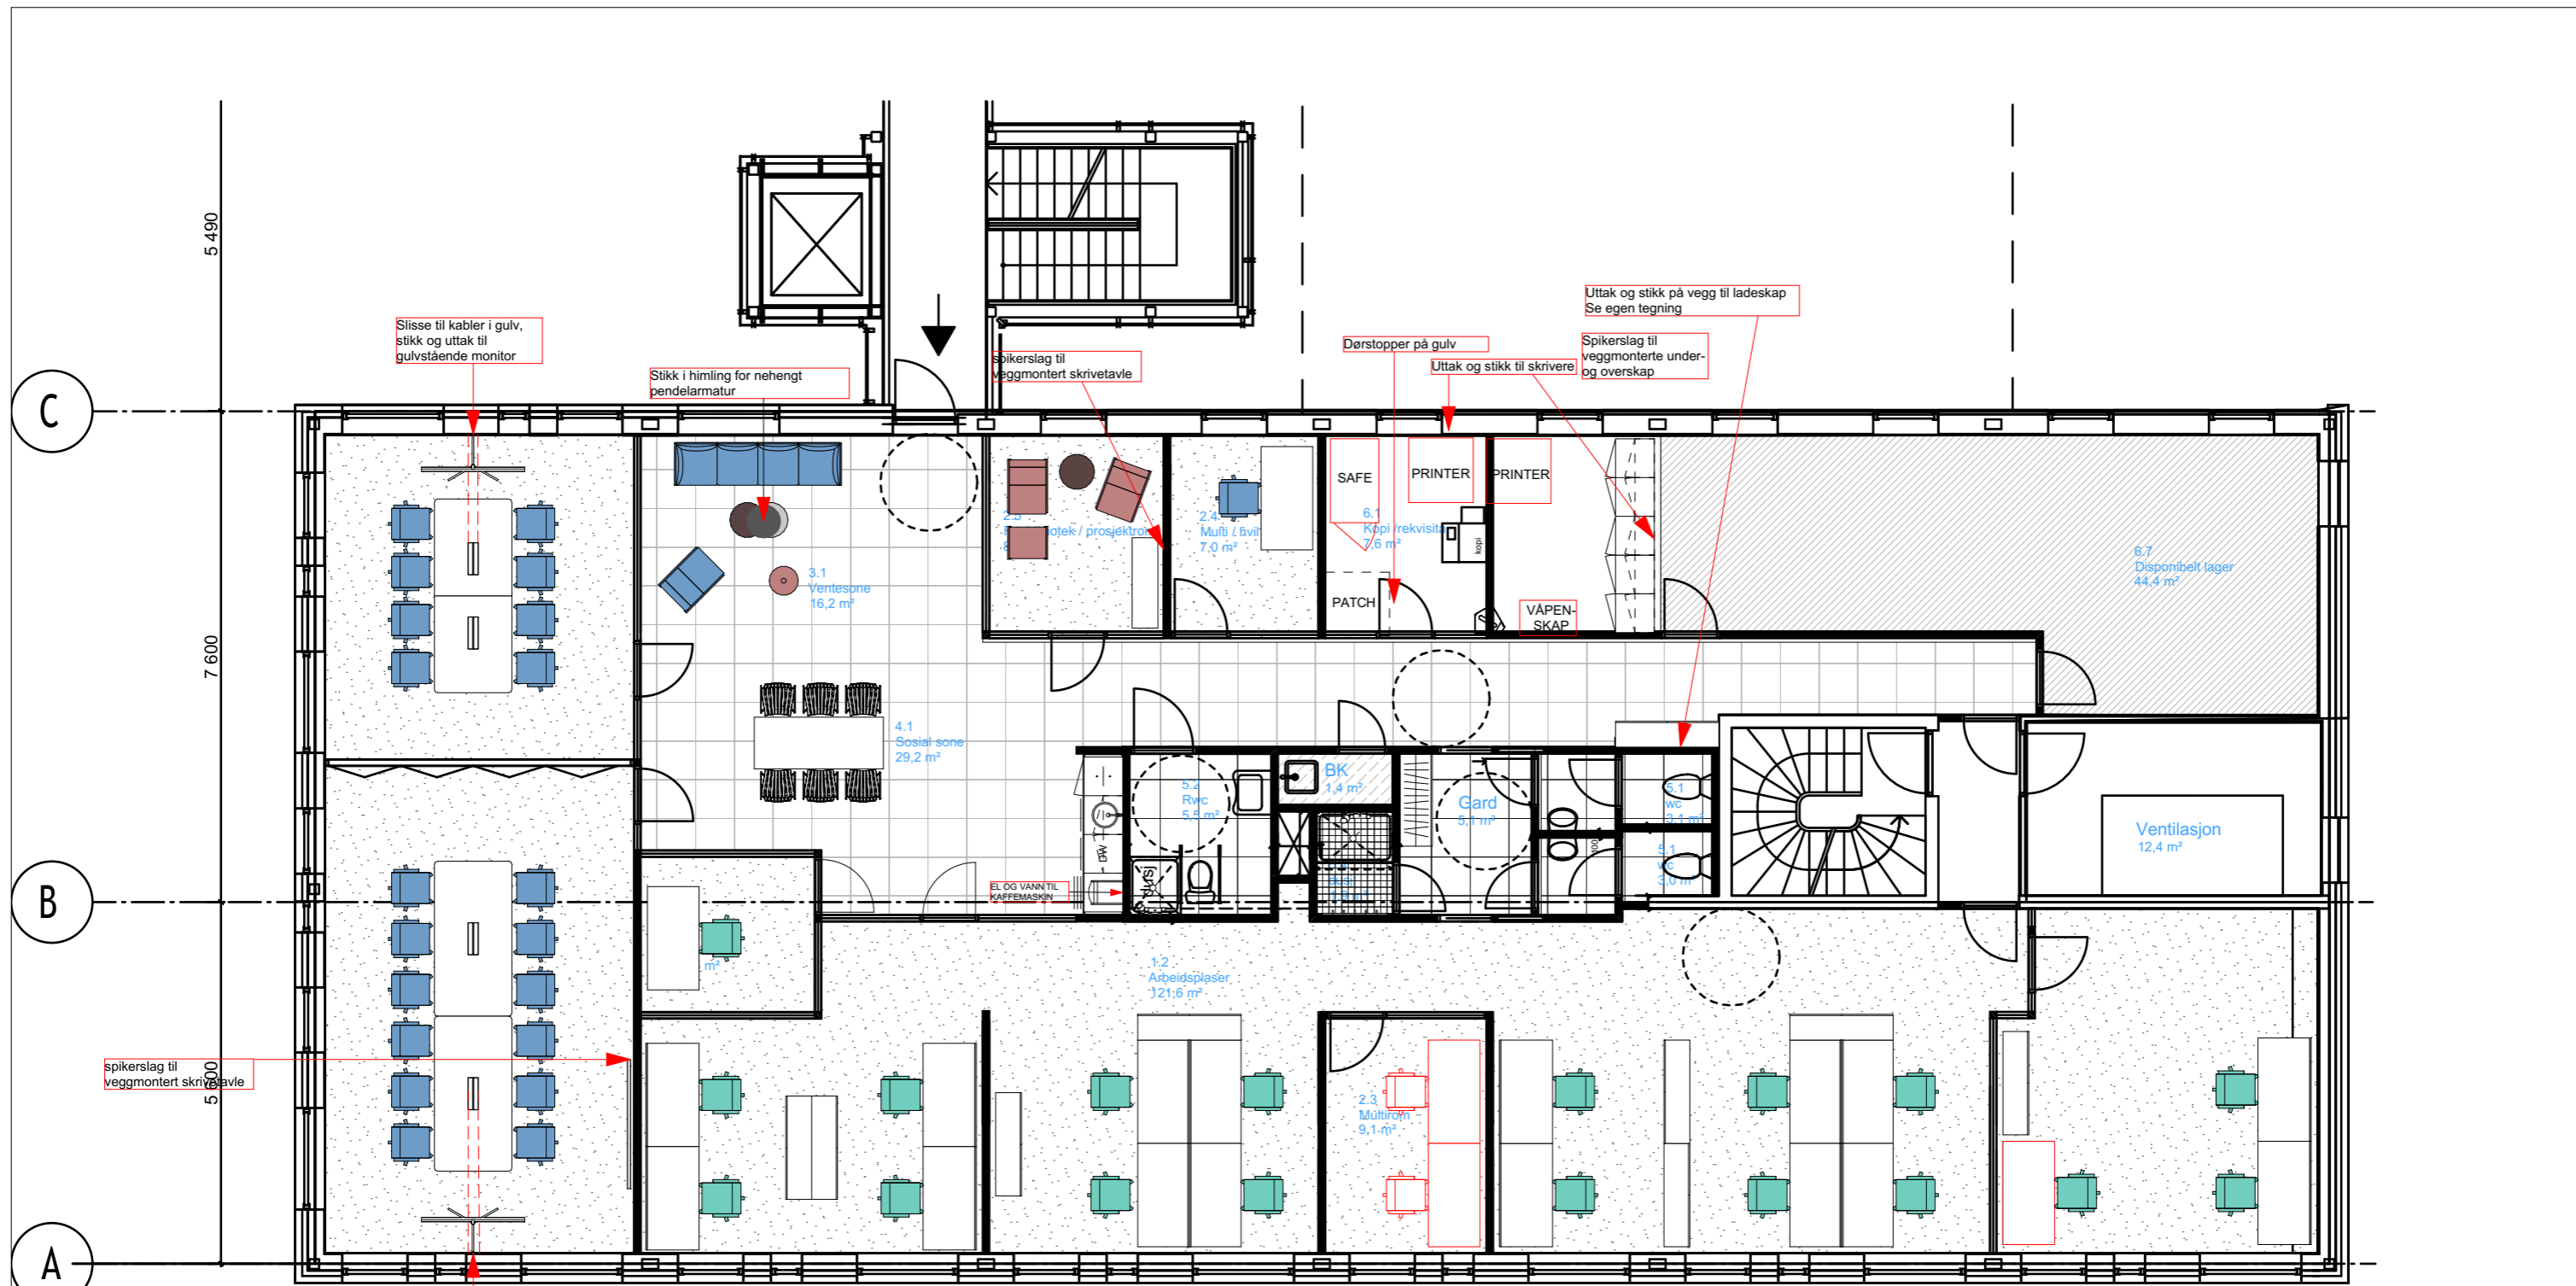 5 490
Uttak og stikk på vegg til ladeskap
Se egen tegning
Slisse til kabler i gulv,
stikk og uttak til
gulvstående monitor
Stikk i himling for nehengt
pendelarmatur
spikerslag til
veggmontert skrivetavle
Dørstopper på gulv
Uttak og stikk til skrivere
Spikerslag til
veggmonterte under-
og overskap
C
SAFE
PRINTER
PRINTER
2.4
Multi / hvil
7,0 m²
6.1
Kopi /rekvisita
7,6 m²
kopi
6.7
Disponibelt lager
44,4 m²
3.1
Ventesone
16,2 m²
PATCH
VÅPEN-
SKAP
7 600
4.1
Sosial sone
29,2 m²
BK
1,4 m²
5.2
Rwc
5,5 m²
Gard
5,1 m²
5.1
wc
3,1 m²
5.1
wc
3,0 m²
Ventilasjon
12,4 m²
B
EL OG VANN TIL
KAFFEMASKIN
dusj
m²
1.2
Arbeidsplaser
121,6 m²
spikerslag til
veggmontert skrivetavle
5 600
2.3
Multirom
9,1 m²
A